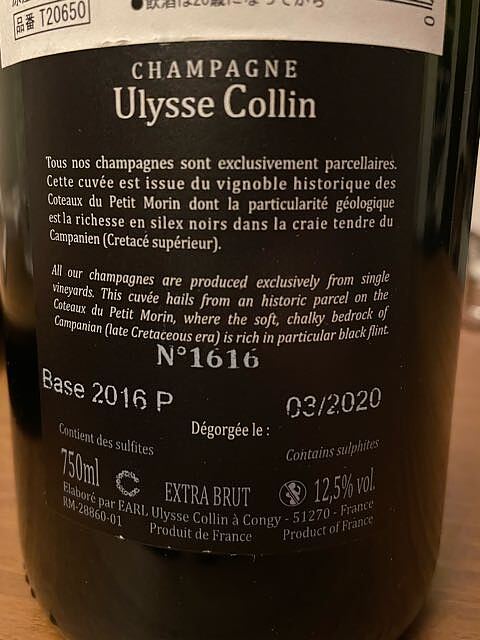 品番 T20650
CHAMPAGNE
Ulysse Collin
Tous nos champagnes sont exclusivement parcellaires.
Cette cuvée est issue du vignoble historique des
Coteaux du Petit Morin dont la particularité géologique
est la richesse en silex noirs dans la craie tendre du
Campanien (Cretacé supérieur).
All our champagnes are produced exclusively from single
vineyards. This cuvée hails from an historic parcel on the
Coteaux du Petit Morin, where the soft, chalky bedrock of
Campanian (late Cretaceous era) is rich in particular black flint.
N°1616
Base 2016 P
Dégorgée le :
03/2020
Contient des sulfites
Contains sulphites
750ml
EXTRA BRUT
12,5% vol.
Elaboré par EARL Ulysse Collin à Congy - 51270 - France
RM-28860-01
Produit de France
Product of France